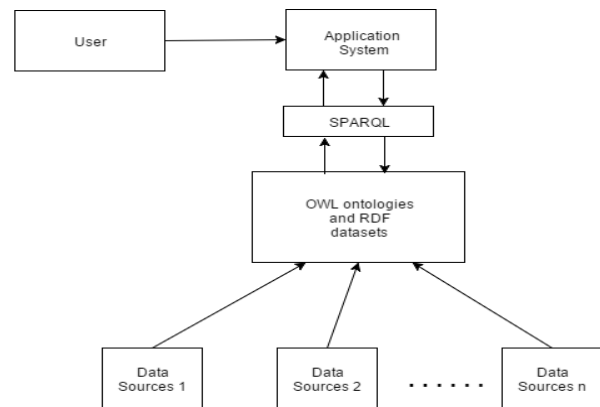 User
Application
System
SPARQL
OWL ontologies
and RDF
datasets
Data
Sources 1
Data
Sources 2
. . . . . .
Data
Sources n